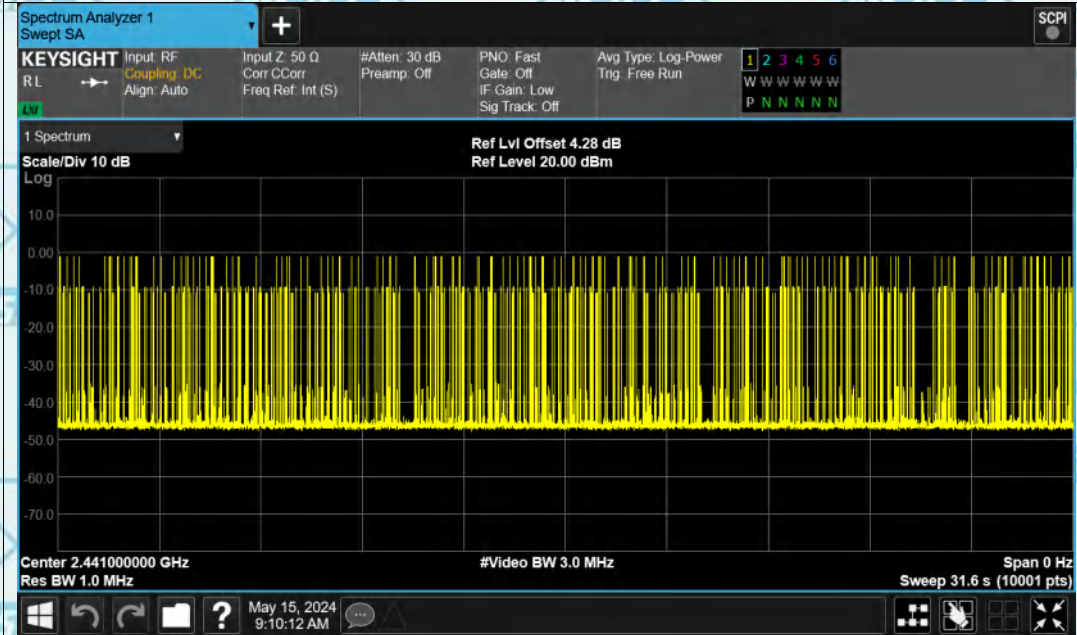 Spectrum Analyzer 1
Swept SA
+
SCPI
KEYSIGHT
RL
LXI
Input: RF
Coupling: DC
Align: Auto
Input Z: 50 Ω
Corr CCorr
Freq Ref: Int (S)
#Atten: 30 dB
Preamp: Off
PNO: Fast
Gate: Off
IF Gain: Low
Sig Track: Off
Avg Type: Log-Power
Trig: Free Run
1 2 3 4 5 6
W W W W W W
P N N N N N
1 Spectrum
Scale/Div 10 dB
Ref Lvl Offset 4.28 dB
Ref Level 20.00 dBm
Log
10.0
0.00
-10.0
-20.0
-30.0
-40.0
-50.0
-60.0
-70.0
Center 2.441000000 GHz
#Video BW 3.0 MHz
Span 0 Hz
Res BW 1.0 MHz
Sweep 31.6 s (10001 pts)
?
May 15, 2024
9:10:12 AM